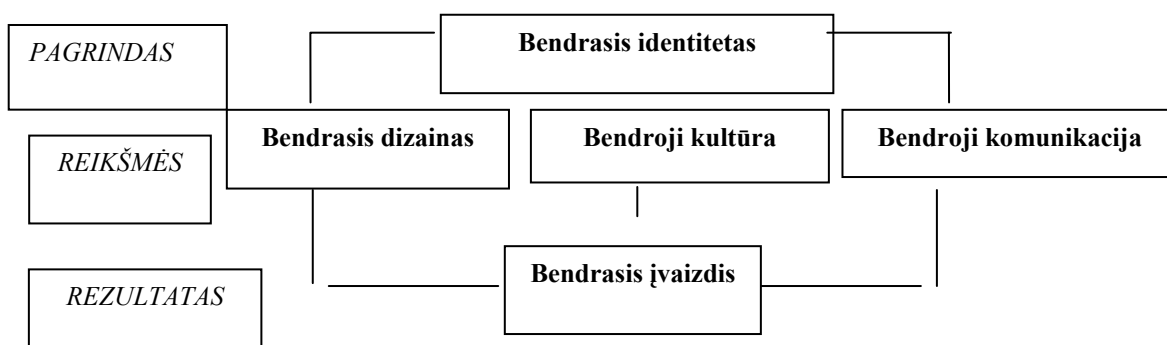 PAGRINDAS
Bendrasis identitetas
REIKŠMĖS
Bendrasis dizainas
Bendroji kultūra
Bendroji komunikacija
REZULTATAS
Bendrasis įvaizdis